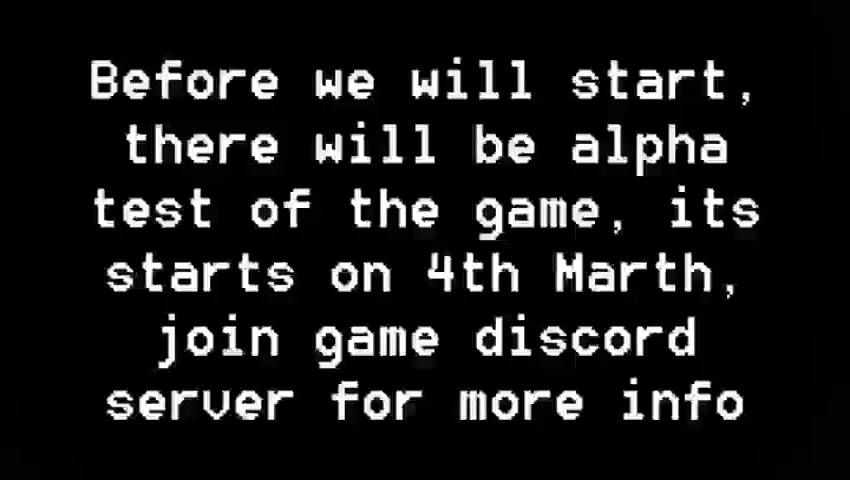 Before we will start,
there will be alpha
test of the game, its
starts on 4th Marth,
join game discord
server for more info